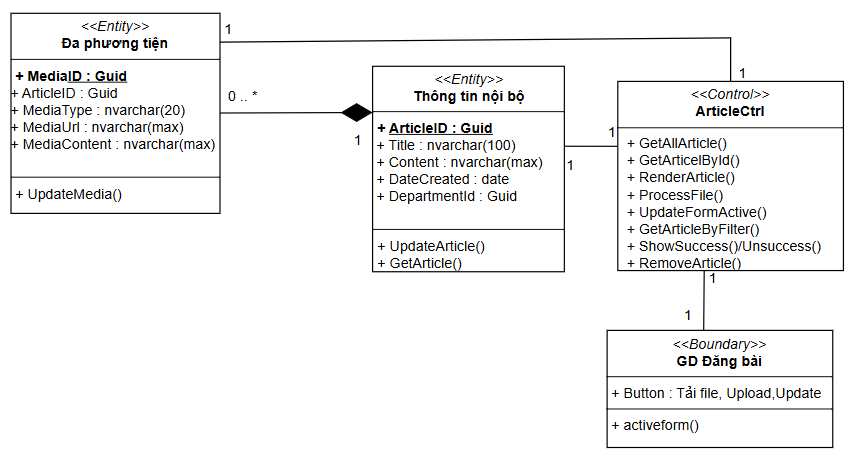 <<Entity>>
Đa phương tiện
+ MediaID : Guid
+ ArticleID : Guid
+ MediaType : nvarchar(20)
+ MediaUrl : nvarchar(max)
+ MediaContent : nvarchar(max)
+ UpdateMedia()
1
1
0 .. *
1
<<Entity>>
Thông tin nội bộ
+ ArticleID : Guid
+ Title : nvarchar(100)
+ Content : nvarchar(max)
+ DateCreated : date
+ DepartmentId : Guid
+ UpdateArticle()
+ GetArticle()
1
1
<<Control>>
ArticleCtrl
+ GetAllArticle()
+ GetArticelById()
+ RenderArticle()
+ ProcessFile()
+ UpdateFormActive()
+ GetArticleByFilter()
+ ShowSuccess()/Unsuccess()
+ RemoveArticle()
1
1
<<Boundary>>
GD Đăng bài
+ Button : Tải file, Upload,Update
+ activeform()